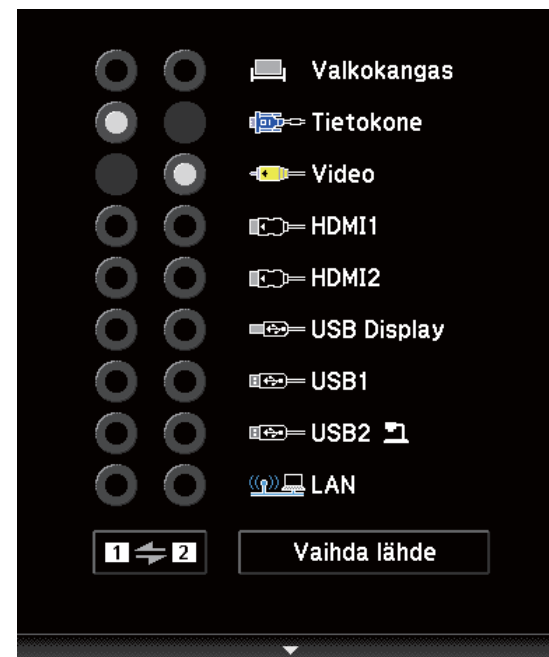 Valkokangas
Tietokone
Video
HDMI1
HDMI2
USB Display
USB1
USB2
LAN
1 2 Vaihda lähde